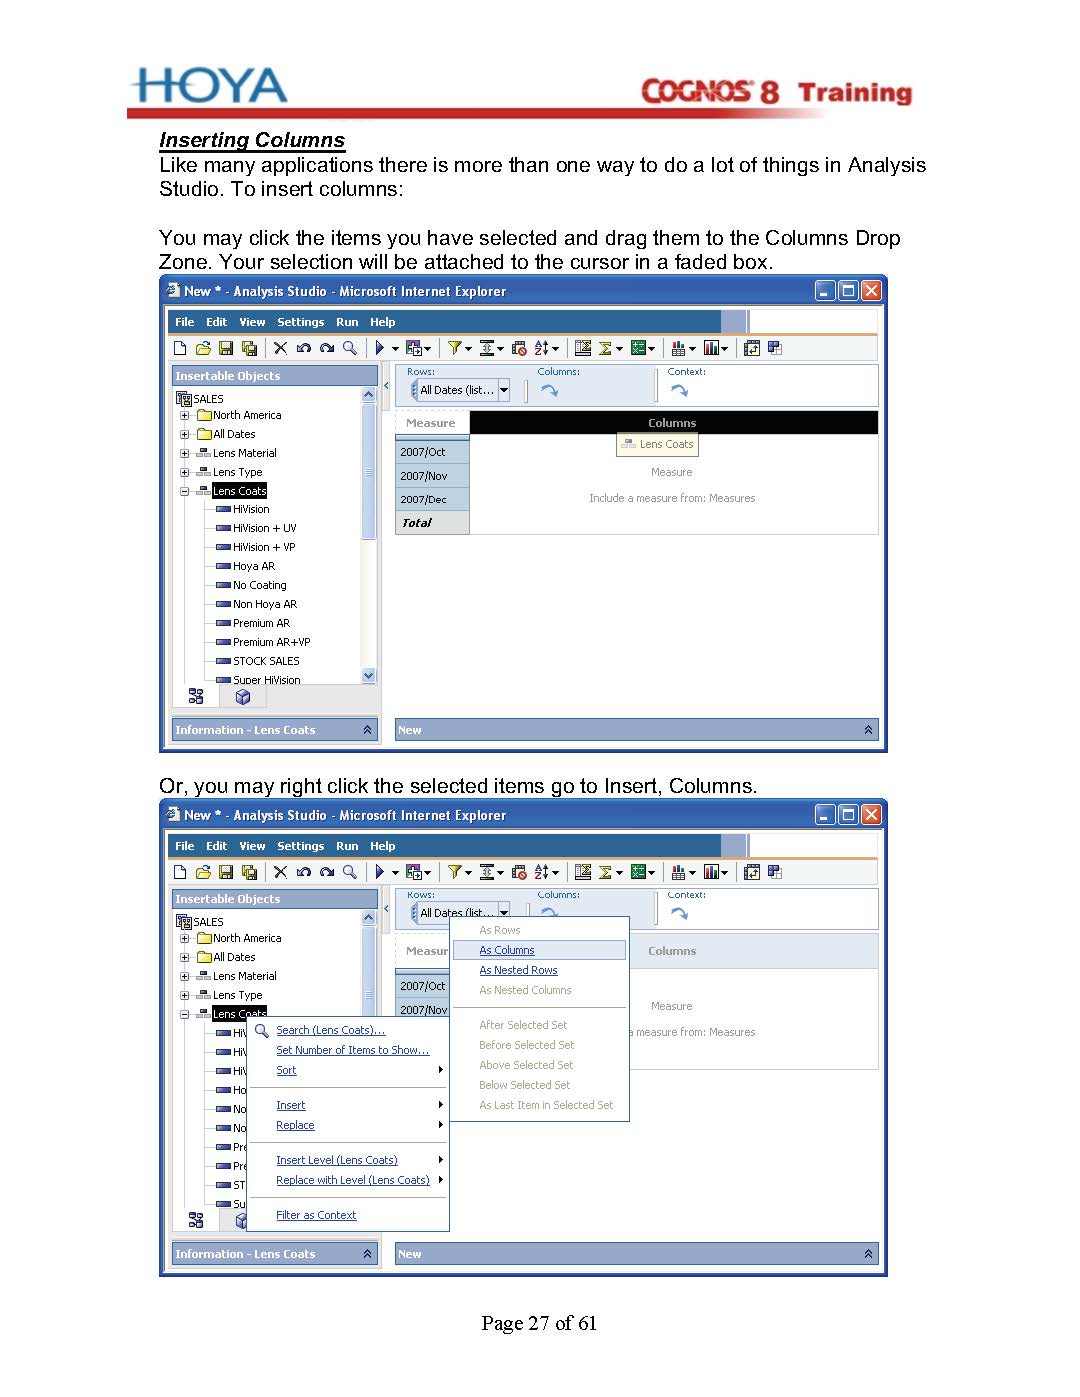 HOYA
COGNOS 8 Training
Inserting Columns
Like many applications there is more than one way to do a lot of things in Analysis
Studio. To insert columns:
You may click the items you have selected and drag them to the Columns Drop
Zone. Your selection will be attached to the cursor in a faded box.
New * - Analysis Studio - Microsoft Internet Explorer
File Edit View Settings Run Help
Insertable Objects
SALES
North America
All Dates
Lens Material
Lens Type
Lens Coats
HiVision
HiVision + UV
HiVision + VP
Hoya AR
No Coating
Non Hoya AR
Premium AR
Premium AR+VP
STOCK SALES
Super HiVision
Information - Lens Coats
Rows: Columns: Context:
All Dates (list...
Measure Columns
Lens Coats
2007/Oct
2007/Nov
2007/Dec
Total
Measure
Include a measure from: Measures
New
Or, you may right click the selected items go to Insert, Columns.
New * - Analysis Studio - Microsoft Internet Explorer
File Edit View Settings Run Help
Insertable Objects
SALES
North America
All Dates
Lens Material
Lens Type
Lens Coats
HiV
HiV
HiV
Ho
No
No
Pre
Pre
ST
Su
Information - Lens Coats
Rows: Columns: Context:
All Dates (list...
Measur Columns
2007/Oct
2007/Nov
Measure
a measure from: Measures
Search (Lens Coats)...
Set Number of Items to Show...
Sort
Insert
Replace
Insert Level (Lens Coats)
Replace with Level (Lens Coats)
Filter as Context
As Rows
As Columns
As Nested Rows
As Nested Columns
After Selected Set
Before Selected Set
Above Selected Set
Below Selected Set
As Last Item in Selected Set
New
Page 27 of 61